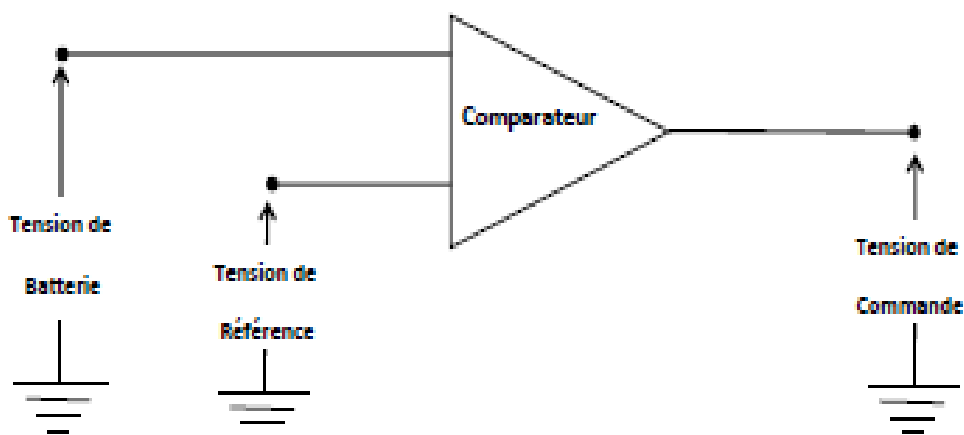 Comparateur
Tension de
Batterie
Tension de
Référence
Tension de
Commande